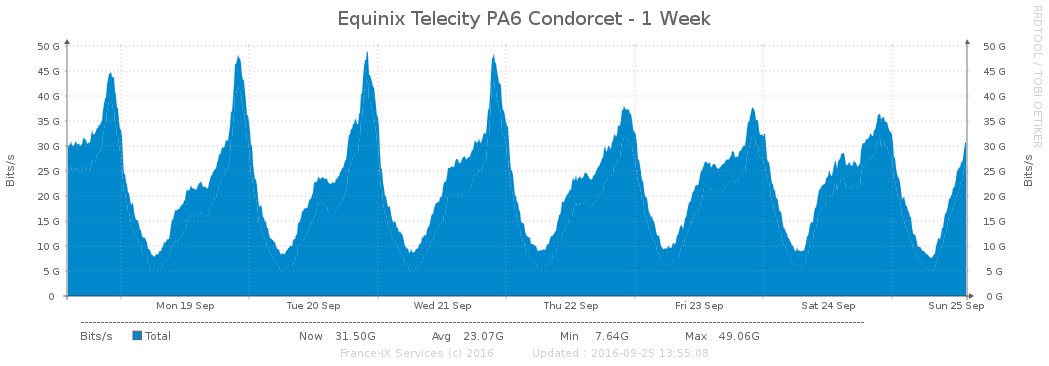 Equinix Telecity PA6 Condorcet - 1 Week
RRDTOOL / TOBI OETIKER
50 G 50 G
45 G 45 G
40 G 40 G
35 G 35 G
30 G 30 G
25 G 25 G
20 G 20 G
15 G 15 G
10 G 10 G
5 G 5 G
0 0 G
Bits/s
Bits/s
Mon 19 Sep Tue 20 Sep Wed 21 Sep Thu 22 Sep Fri 23 Sep Sat 24 Sep Sun 25 Sep
Bits/s Total Now 31.50G Avg 23.07G Min 7.64G Max 49.06G
France-IX Services (c) 2016 Updated : 2016-09-25 13:55:08